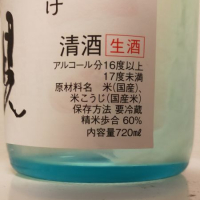 け
清酒 生酒
アルコール分16度以上
17度未満
原材料名 米(国産)、
米こうじ(国産米)
保存方法 要冷蔵
精米歩合 60%
内容量720㎖